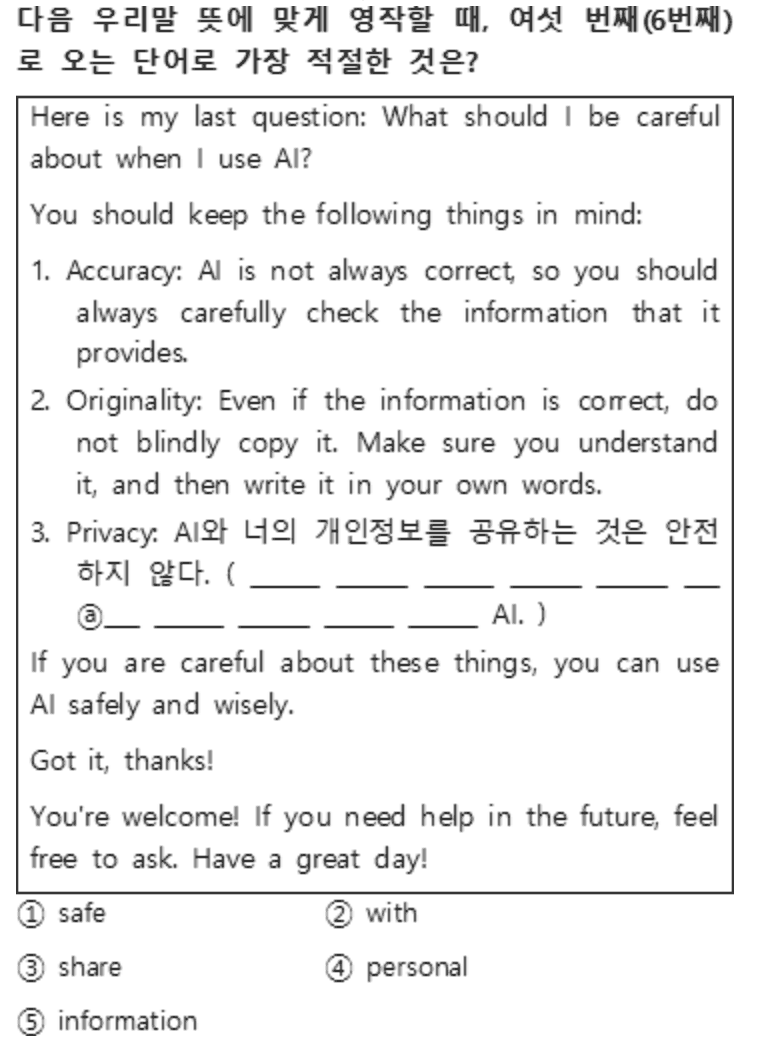 다음 우리말 뜻에 맞게 영작할 때, 여섯 번째(6번째)
로 오는 단어로 가장 적절한 것은?
Here is my last question: What should I be careful
about when I use AI?
You should keep the following things in mind:
1. Accuracy: AI is not always correct, so you should
always carefully check the information that it
provides.
2. Originality: Even if the information is correct, do
not blindly copy it. Make sure you understand
it, and then write it in your own words.
3. Privacy: AI와 너의 개인정보를 공유하는 것은 안전
하지 않다. ( _____ _____ _____ _____ _____ __
ⓐ__ _____ _____ _____ _____ AI. )
If you are careful about these things, you can use
AI safely and wisely.
Got it, thanks!
You're welcome! If you need help in the future, feel
free to ask. Have a great day!
① safe ② with
③ share ④ personal
⑤ information